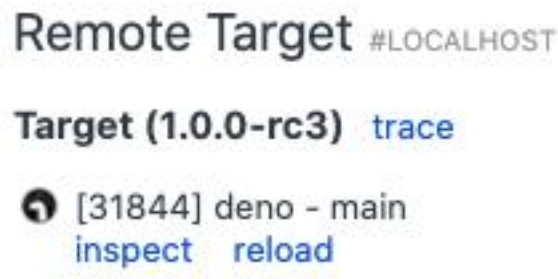 Remote Target #LOCALHOST
Target (1.0.0-rc3) trace
[31844] deno - main
inspect reload